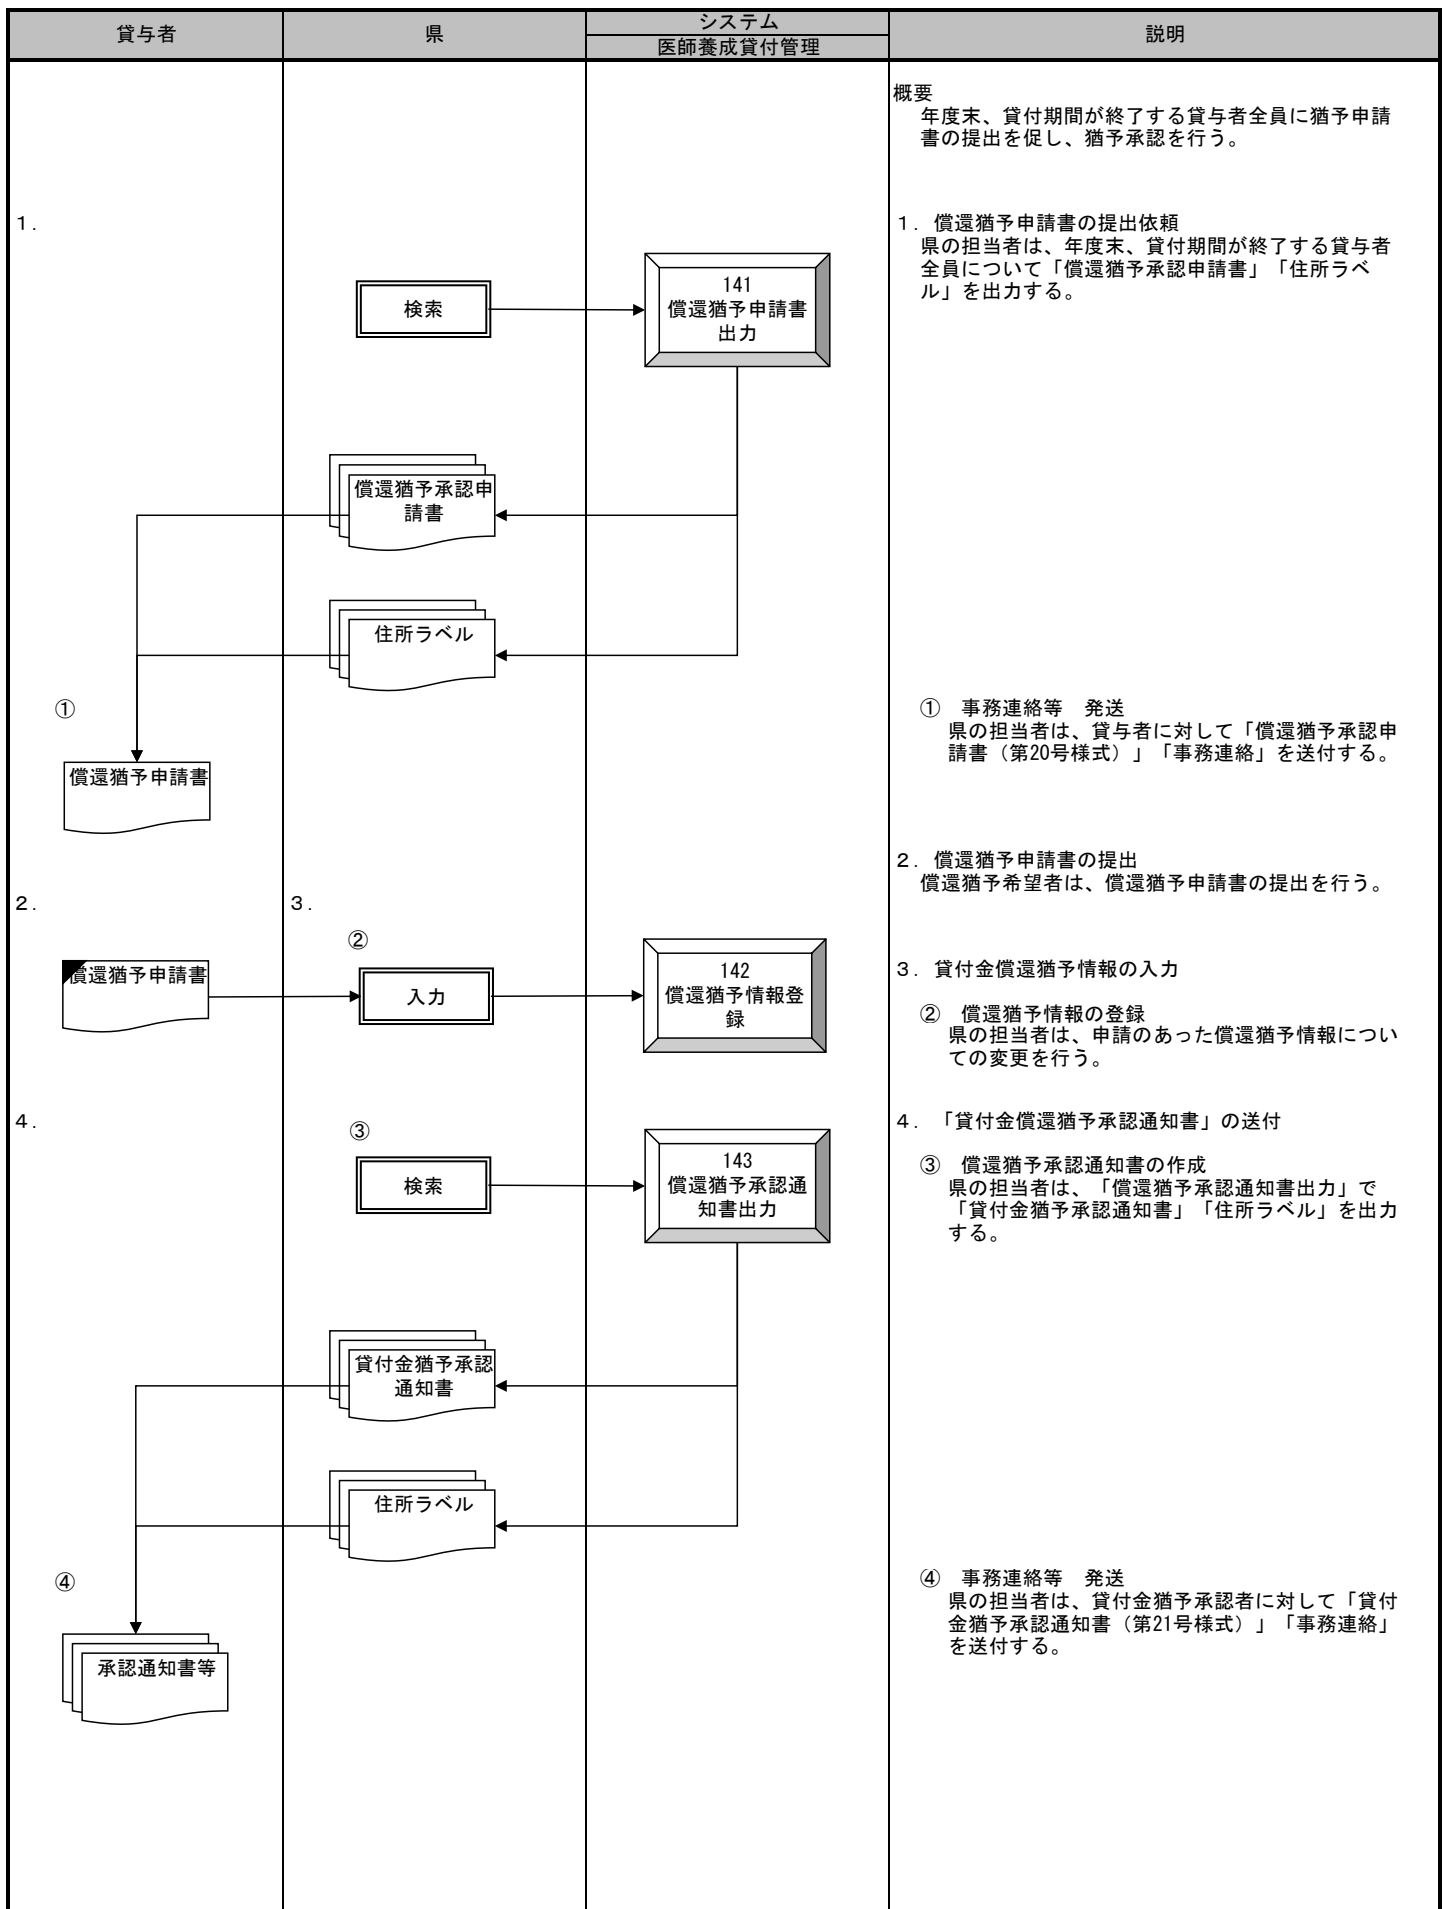 貸与者
県
システム
医師養成貸付管理
説明
概要
年度末、貸付期間が終了する貸与者全員に猶予申請
書の提出を促し、猶予承認を行う。
１.
１. 償還猶予申請書の提出依頼
県の担当者は、年度末、貸付期間が終了する貸与者
全員について「償還猶予承認申請書」「住所ラベ
ル」を出力する。
検索
141
償還猶予申請書
出力
償還猶予承認申
請書
住所ラベル
①
① 事務連絡等　発送
県の担当者は、貸与者に対して「償還猶予承認申
請書（第20号様式）」「事務連絡」を送付する。
償還猶予申請書
２. 償還猶予申請書の提出
償還猶予希望者は、償還猶予申請書の提出を行う。
２.
３.
②
償還猶予申請書
入力
142
償還猶予情報登
録
３. 貸付金償還猶予情報の入力
② 償還猶予情報の登録
県の担当者は、申請のあった償還猶予情報につい
ての変更を行う。
４.
③
４. 「貸付金償還猶予承認通知書」の送付
検索
143
償還猶予承認通
知書出力
③ 償還猶予承認通知書の作成
県の担当者は、「償還猶予承認通知書出力」で
「貸付金猶予承認通知書」「住所ラベル」を出力
する。
貸付金猶予承認
通知書
住所ラベル
④
④ 事務連絡等　発送
県の担当者は、貸付金猶予承認者に対して「貸付
金猶予承認通知書（第21号様式）」「事務連絡」
を送付する。
承認通知書等